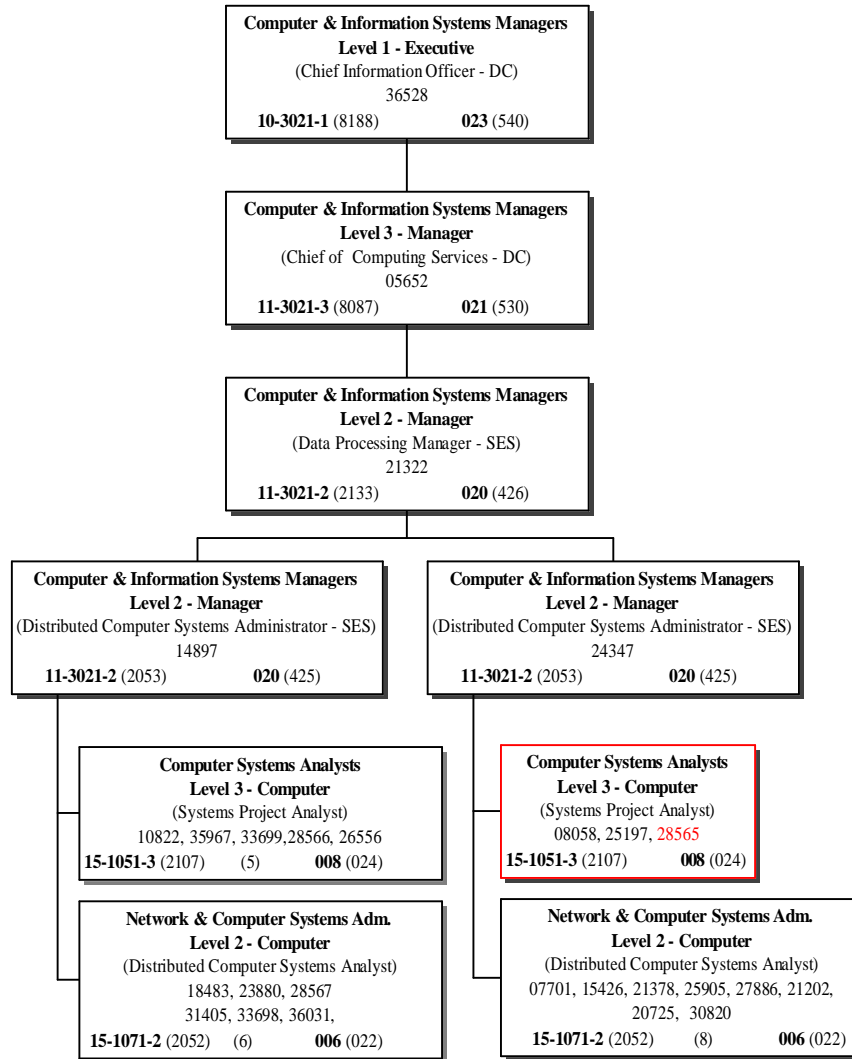 Computer & Information Systems Managers
Level 1 - Executive
(Chief Information Officer - DC)
36528
10-3021-1 (8188) 023 (540)
Computer & Information Systems Managers
Level 3 - Manager
(Chief of Computing Services - DC)
05652
11-3021-3 (8087) 021 (530)
Computer & Information Systems Managers
Level 2 - Manager
(Data Processing Manager - SES)
21322
11-3021-2 (2133) 020 (426)
Computer & Information Systems Managers
Level 2 - Manager
(Distributed Computer Systems Administrator - SES)
14897
11-3021-2 (2053) 020 (425)
Computer Systems Analysts
Level 3 - Computer
(Systems Project Analyst)
10822, 35967, 33699,28566, 26556
15-1051-3 (2107) (5) 008 (024)
Network & Computer Systems Adm.
Level 2 - Computer
(Distributed Computer Systems Analyst)
18483, 23880, 28567
31405, 33698, 36031,
15-1071-2 (2052) (6) 006 (022)
Computer & Information Systems Managers
Level 2 - Manager
(Distributed Computer Systems Administrator - SES)
24347
11-3021-2 (2053) 020 (425)
Computer Systems Analysts
Level 3 - Computer
(Systems Project Analyst)
08058, 25197, 28565
15-1051-3 (2107) 008 (024)
Network & Computer Systems Adm.
Level 2 - Computer
(Distributed Computer Systems Analyst)
07701, 15426, 21378, 25905, 27886, 21202,
20725, 30820
15-1071-2 (2052) (8) 006 (022)